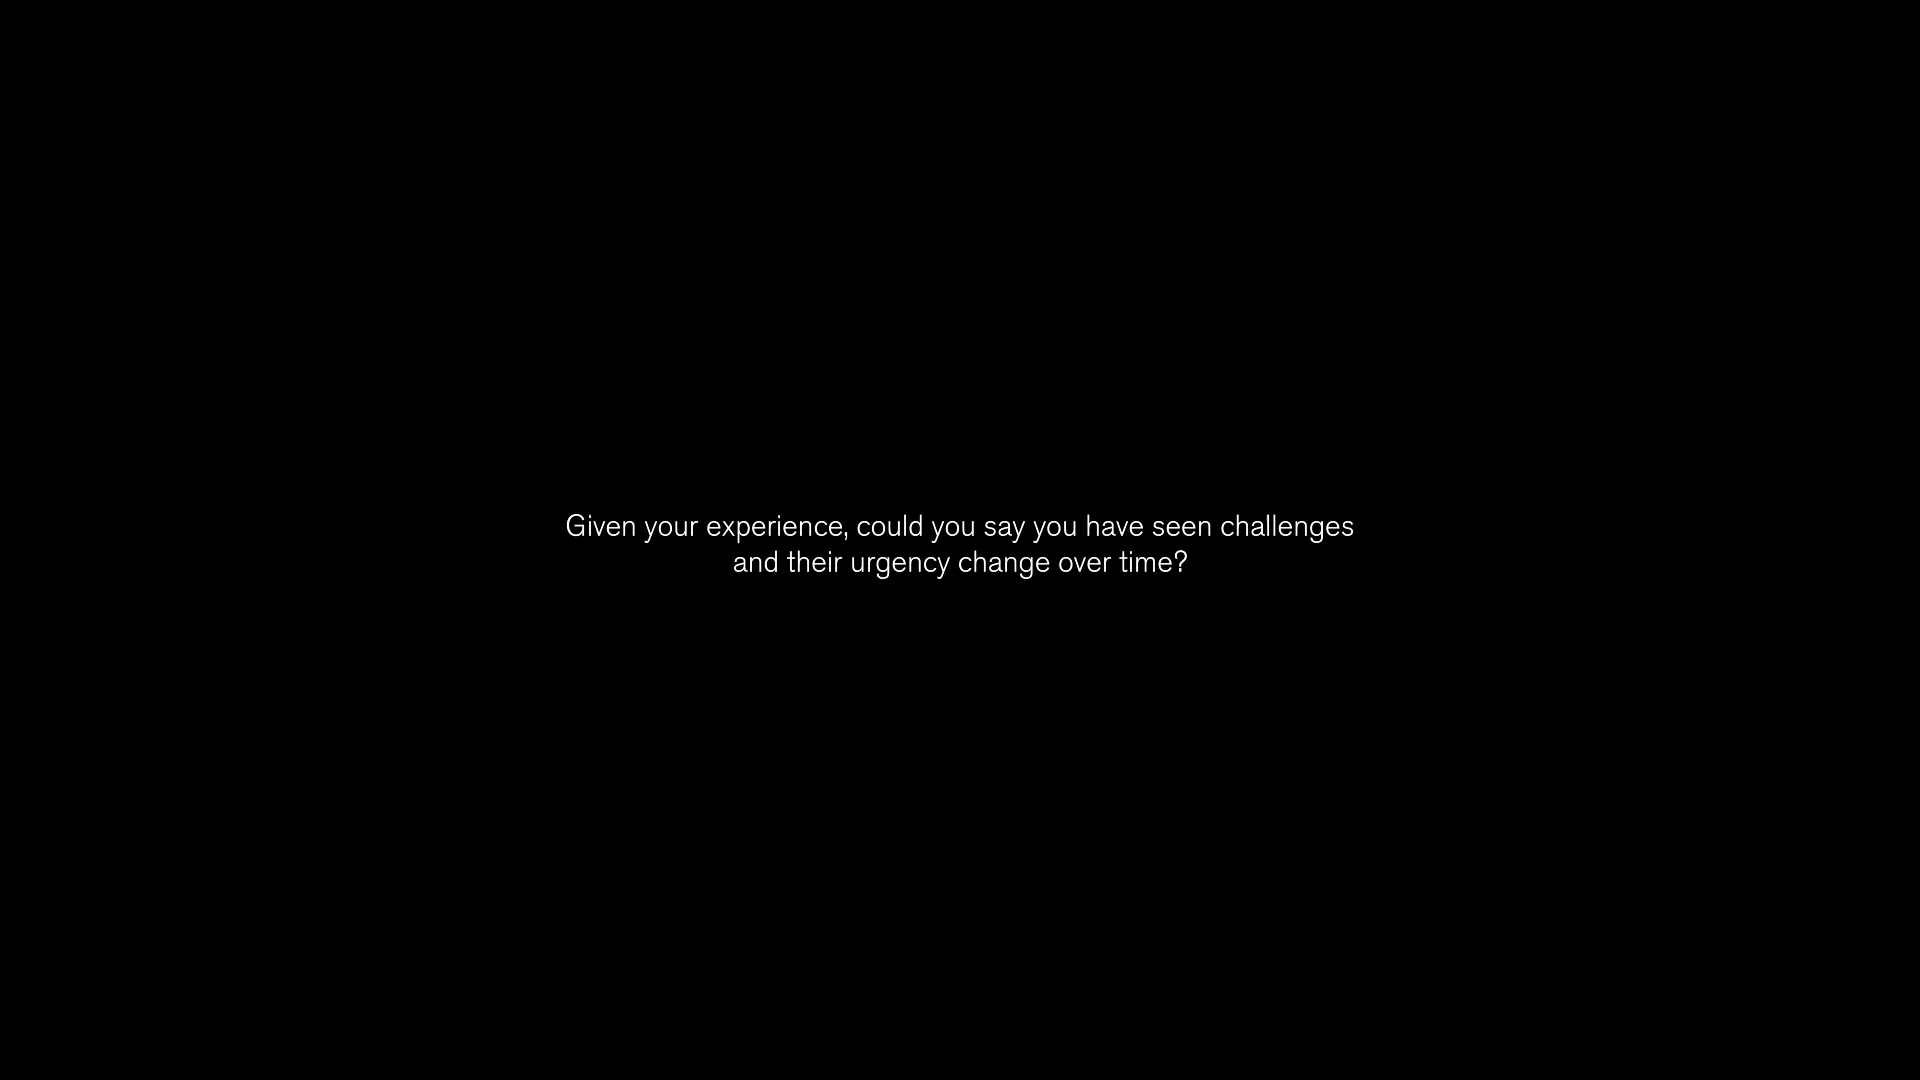 Given your experience, could you say you have seen challenges
and their urgency change over time?